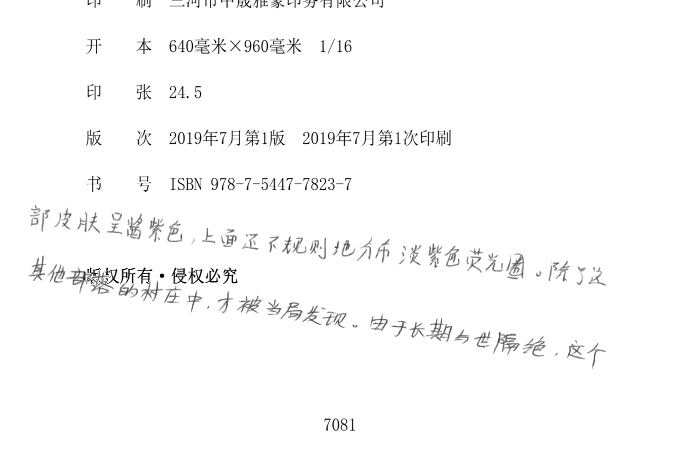 印 刷 三河市中晟雅豪印务有限公司
开 本 640毫米×960毫米 1/16
印 张 24.5
版 次 2019年7月第1版 2019年7月第1次印刷
书 号 ISBN 978-7-5447-7823-7
部皮肤呈酱紫色,上面还不规则地分布淡紫色荧光圈。除了这
版权所有·侵权必究
其他部落的村庄中,才被当局发现。由于长期与世隔绝,这个
7081